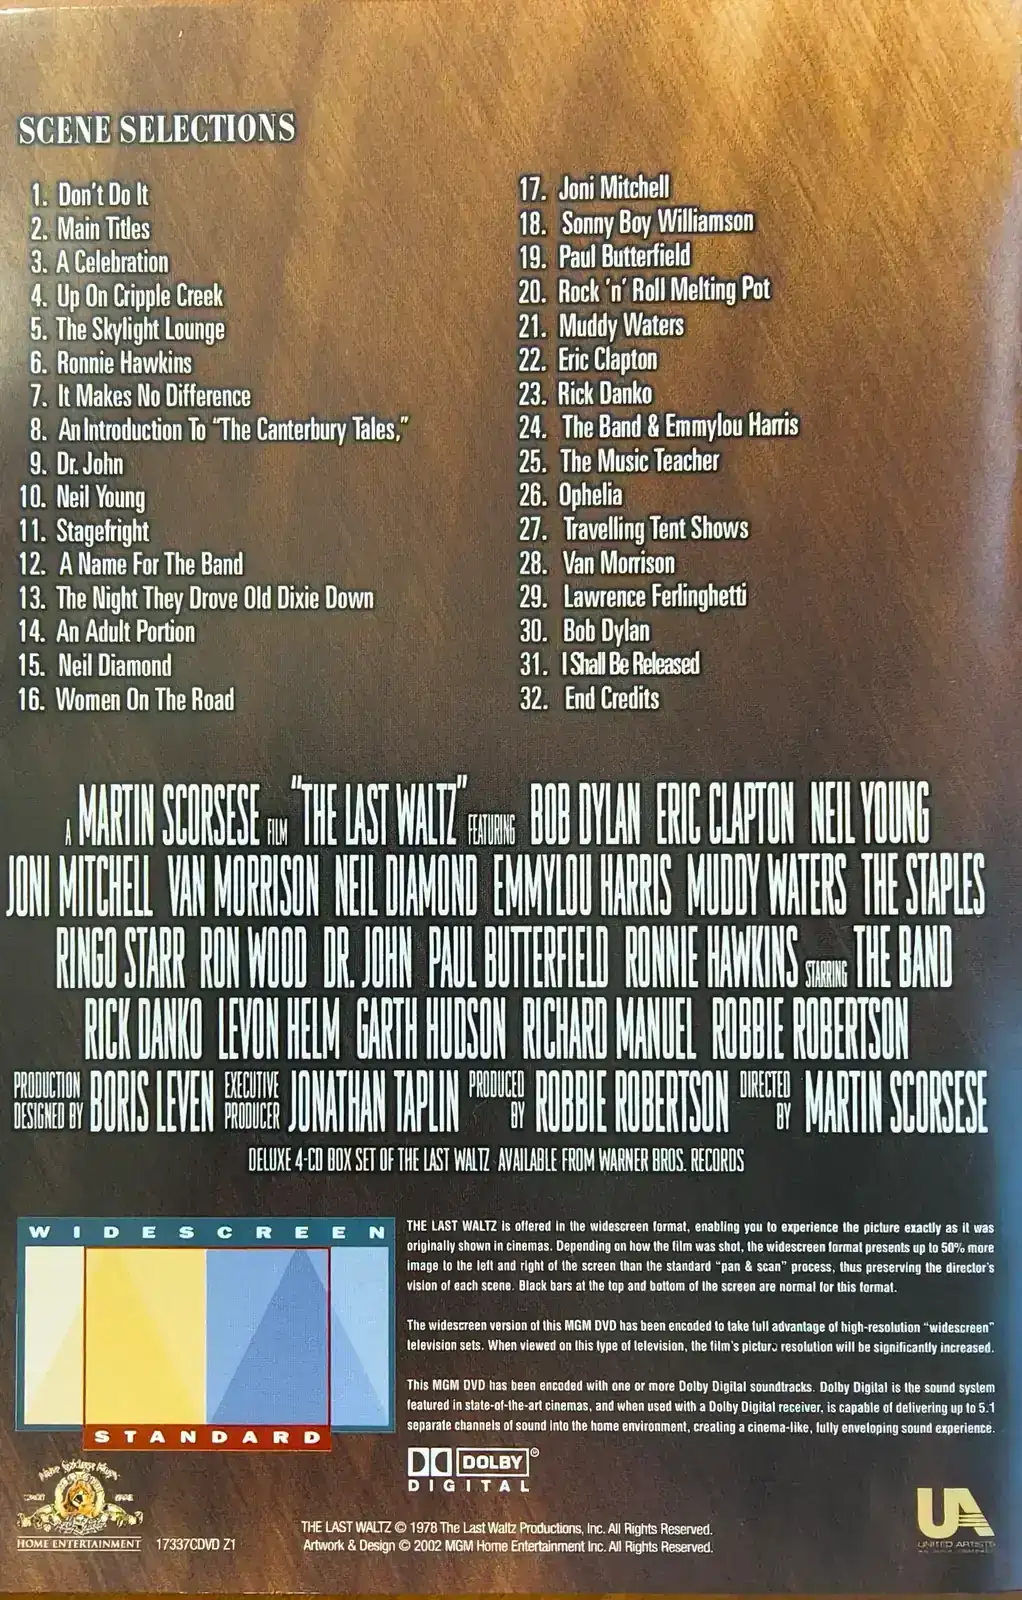 SCENE SELECTIONS
1. Don't Do It
2. Main Titles
3. A Celebration
4. Up On Cripple Creek
5. The Skylight Lounge
6. Ronnie Hawkins
7. It Makes No Difference
8. An Introduction To "The Canterbury Tales,"
9. Dr. John
10. Neil Young
11. Stagefright
12. A Name For The Band
13. The Night They Drove Old Dixie Down
14. An Adult Portion
15. Neil Diamond
16. Women On The Road
17. Joni Mitchell
18. Sonny Boy Williamson
19. Paul Butterfield
20. Rock 'n' Roll Melting Pot
21. Muddy Waters
22. Eric Clapton
23. Rick Danko
24. The Band & Emmylou Harris
25. The Music Teacher
26. Ophelia
27. Travelling Tent Shows
28. Van Morrison
29. Lawrence Ferlinghetti
30. Bob Dylan
31. I Shall Be Released
32. End Credits
A MARTIN SCORSESE FILM "THE LAST WALTZ" FEATURING BOB DYLAN ERIC CLAPTON NEIL YOUNG
JONI MITCHELL VAN MORRISON NEIL DIAMOND EMMYLOU HARRIS MUDDY WATERS THE STAPLES
RINGO STARR RON WOOD DR. JOHN PAUL BUTTERFIELD RONNIE HAWKINS STARRING THE BAND
RICK DANKO LEVON HELM GARTH HUDSON RICHARD MANUEL ROBBIE ROBERTSON
PRODUCTION DESIGNED BY BORIS LEVEN EXECUTIVE PRODUCER JONATHAN TAPLIN PRODUCED BY ROBBIE ROBERTSON DIRECTED BY MARTIN SCORSESE
DELUXE 4-CD BOX SET OF THE LAST WALTZ AVAILABLE FROM WARNER BROS. RECORDS
WIDESCREEN
STANDARD
THE LAST WALTZ is offered in the widescreen format, enabling you to experience the picture exactly as it was
originally shown in cinemas. Depending on how the film was shot, the widescreen format presents up to 50% more
image to the left and right of the screen than the standard "pan & scan" process, thus preserving the director's
vision of each scene. Black bars at the top and bottom of the screen are normal for this format.
The widescreen version of this MGM DVD has been encoded to take full advantage of high-resolution "widescreen"
television sets. When viewed on this type of television, the film's picture resolution will be significantly increased.
This MGM DVD has been encoded with one or more Dolby Digital soundtracks. Dolby Digital is the sound system
featured in state-of-the-art cinemas, and when used with a Dolby Digital receiver, is capable of delivering up to 5.1
separate channels of sound into the home environment, creating a cinema-like, fully enveloping sound experience.
DOLBY®
DIGITAL
HOME ENTERTAINMENT
17337CDVD Z1
THE LAST WALTZ © 1978 The Last Waltz Productions, Inc. All Rights Reserved.
Artwork & Design © 2002 MGM Home Entertainment Inc. All Rights Reserved.
UA
UNITED ARTISTS